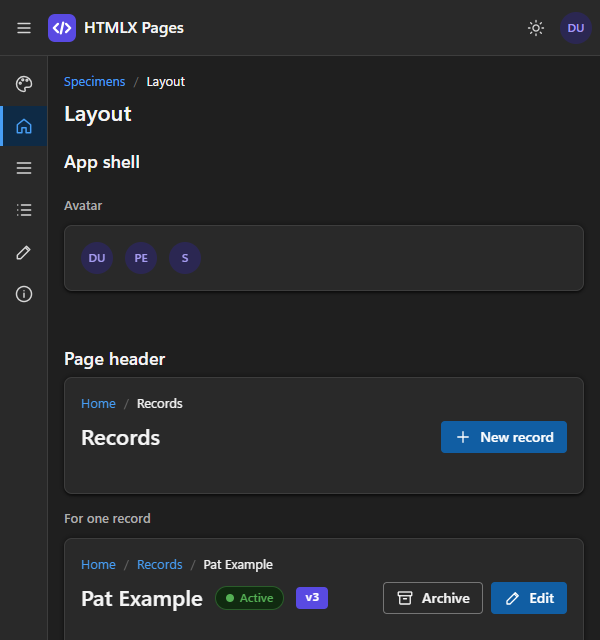 HTMLX Pages
DU
Specimens / Layout
Layout
App shell
Avatar
DU PE S
Page header
Home / Records
Records
New record
For one record
Home / Records / Pat Example
Pat Example Active v3 Archive Edit